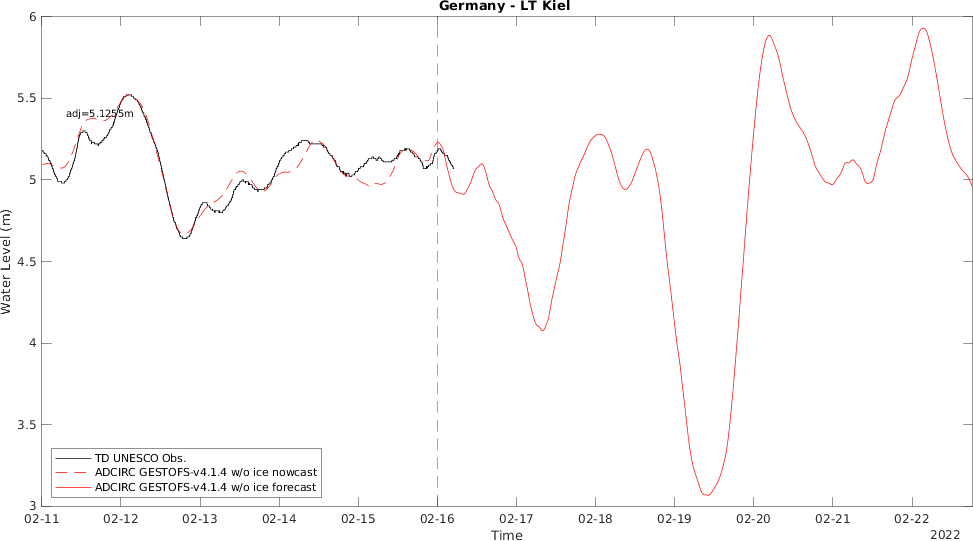 Germany - LT Kiel
6
5.5
5
4.5
4
3.5
3
Water Level (m)
adj=5.1255m
TD UNESCO Obs.
ADCIRC GESTOFS-v4.1.4 w/o ice nowcast
ADCIRC GESTOFS-v4.1.4 w/o ice forecast
02-11 02-12 02-13 02-14 02-15 02-16 02-17 02-18 02-19 02-20 02-21 02-22
Time
2022